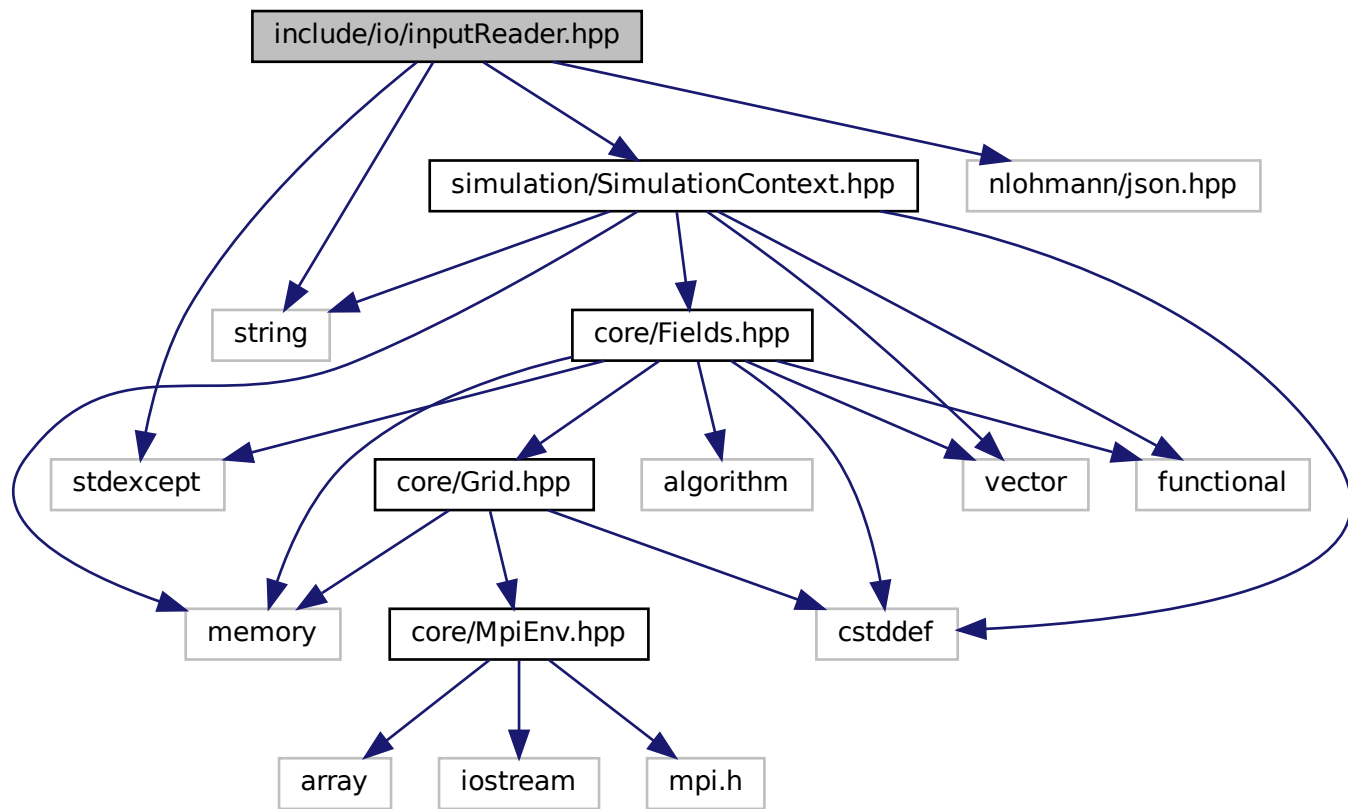 include/io/inputReader.hpp
simulation/SimulationContext.hpp
nlohmann/json.hpp
string
core/Fields.hpp
stdexcept
core/Grid.hpp
algorithm
vector
functional
memory
core/MpiEnv.hpp
cstddef
array
iostream
mpi.h